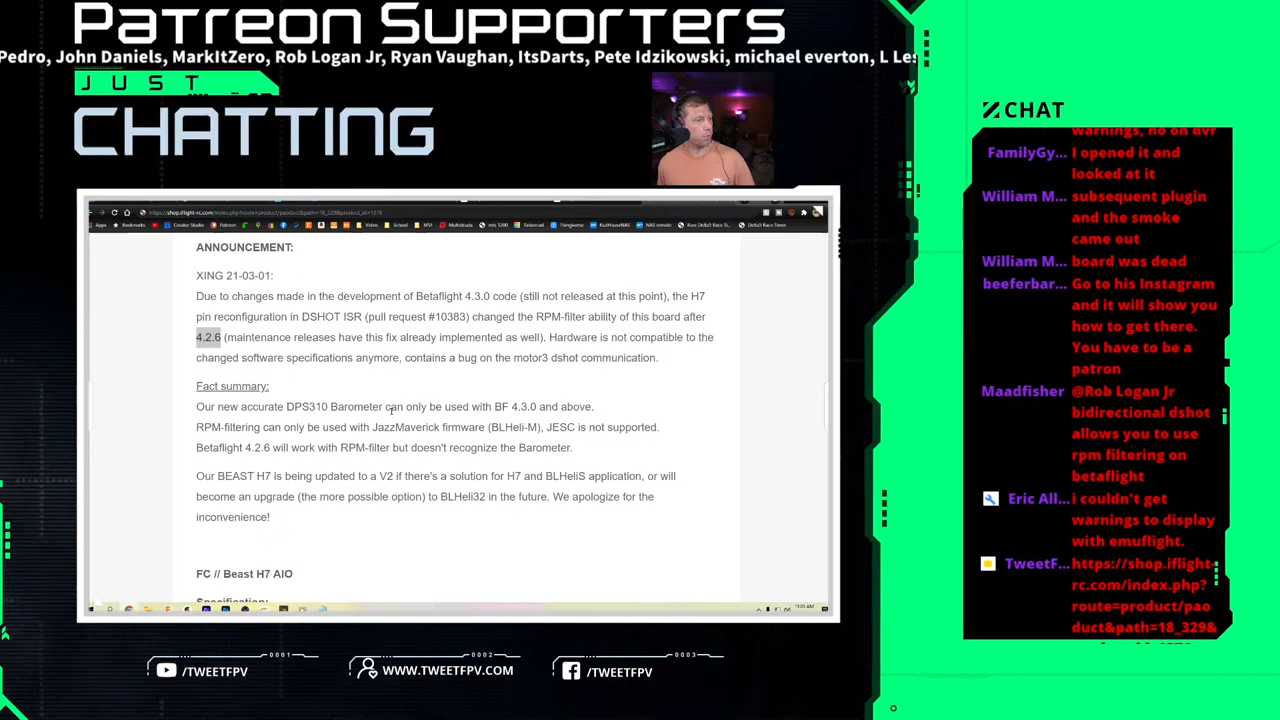 Patreon Supporters
Pedro, John Daniels, MarkItZero, Rob Logan Jr, Ryan Vaughan, ItsDarts, Pete Idzikowski, michael everton, L Les
JUST
CHATTING
ANNOUNCEMENT:
XING 21-03-01:
Due to changes made in the development of Betaflight 4.3.0 code (still not released at this point), the H7
pin reconfiguration in DSHOT ISR (pull request #10383) changed the RPM-filter ability of this board after
4.2.6 (maintenance releases have this fix already implemented as well). Hardware is not compatible to the
changed software specifications anymore, contains a bug on the motor3 dshot communication.
Fact summary:
Our new accurate DPS310 Barometer can only be used with BF 4.3.0 and above.
RPM-filtering can only be used with JazzMaverick firmware (BLHeli-M), JESC is not supported.
Betaflight 4.2.6 will work with RPM-filter but doesn't recognize the Barometer.
Our BEAST H7 is being updated to a V2 if there's a solution for H7 and BLHeliS application, or will
become an upgrade (the more possible option) to BLHeli32 in the future. We apologize for the
inconvenience!
FC // Beast H7 AIO
Specification:
0001
/TWEETFPV
0002
WWW.TWEETFPV.COM
0003
/TWEETFPV
CHAT
warnings, no on dvr
FamilyGy... I opened it and
looked at it
William M... subsequent plugin
and the smoke
came out
William M... board was dead
beeferbar... Go to his Instagram
and it will show you
how to get there.
You have to be a
patron
Maadfisher @Rob Logan Jr
bidirectional dshot
allows you to use
rpm filtering on
betaflight
Eric All... i couldn't get
warnings to display
with emuflight.
TweetF... https://shop.iflight-
rc.com/index.php?
route=product/pao
duct&path=18_329&